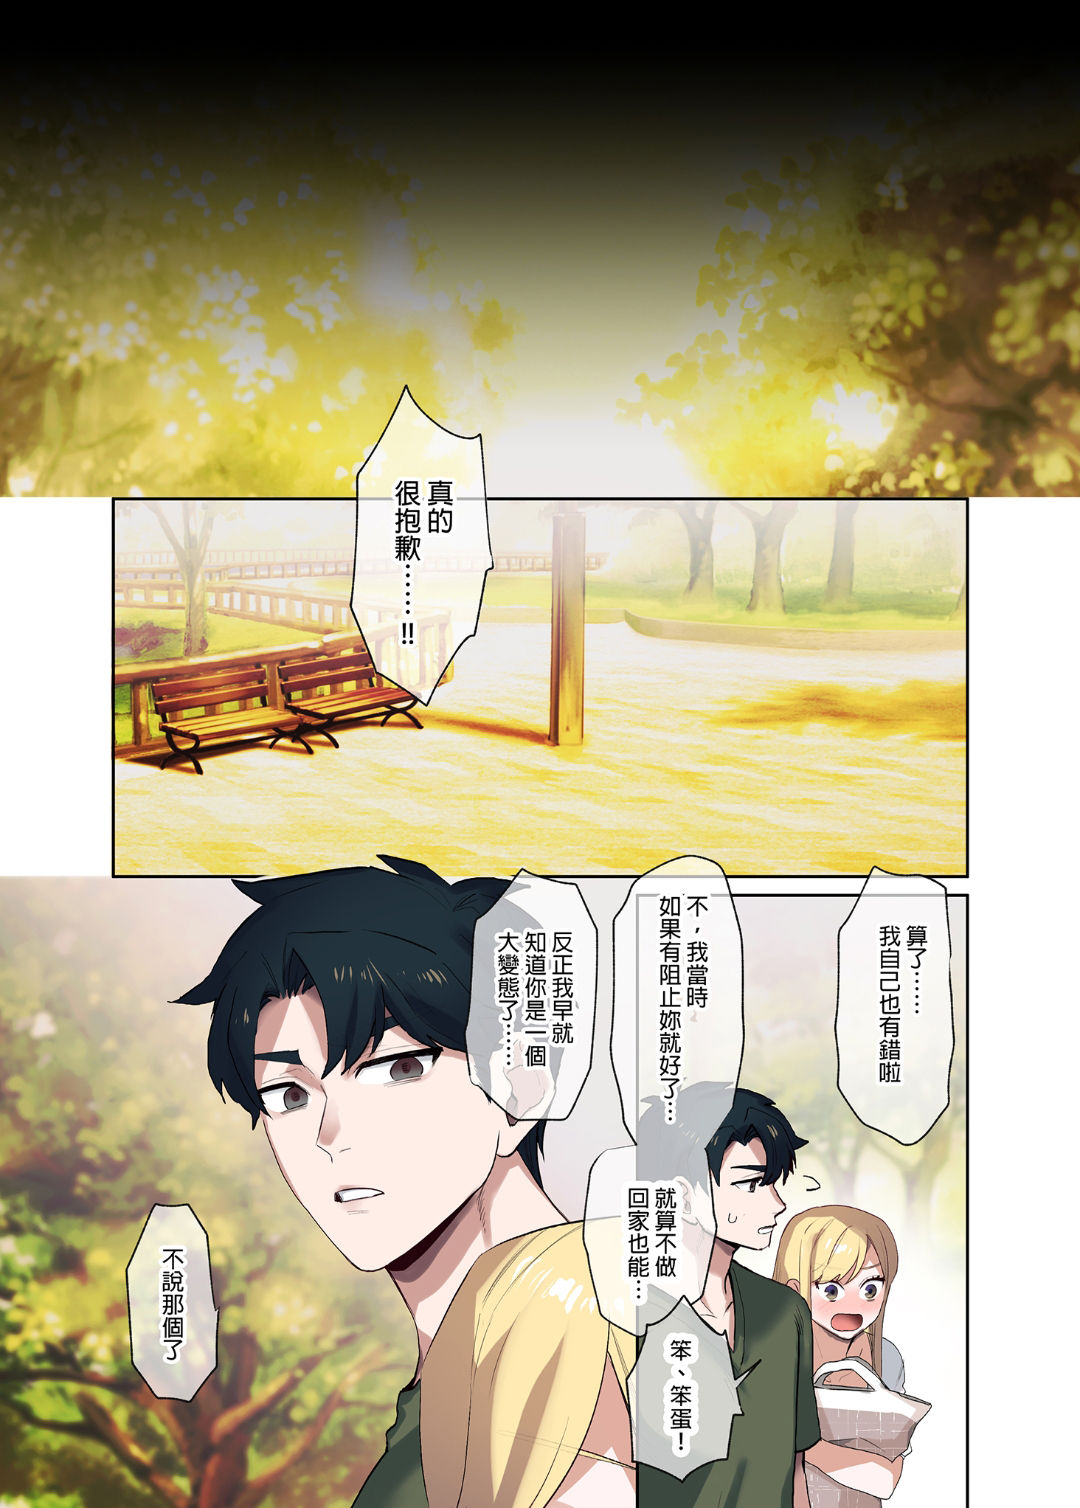 真的
很抱歉……!!
算了……
我自己也有錯啦
不，我當時
如果有阻止妳就好了…
就算不做
回家也能…
笨、笨蛋！
反正我早就
知道你是一個
大變態了……
不說那個了